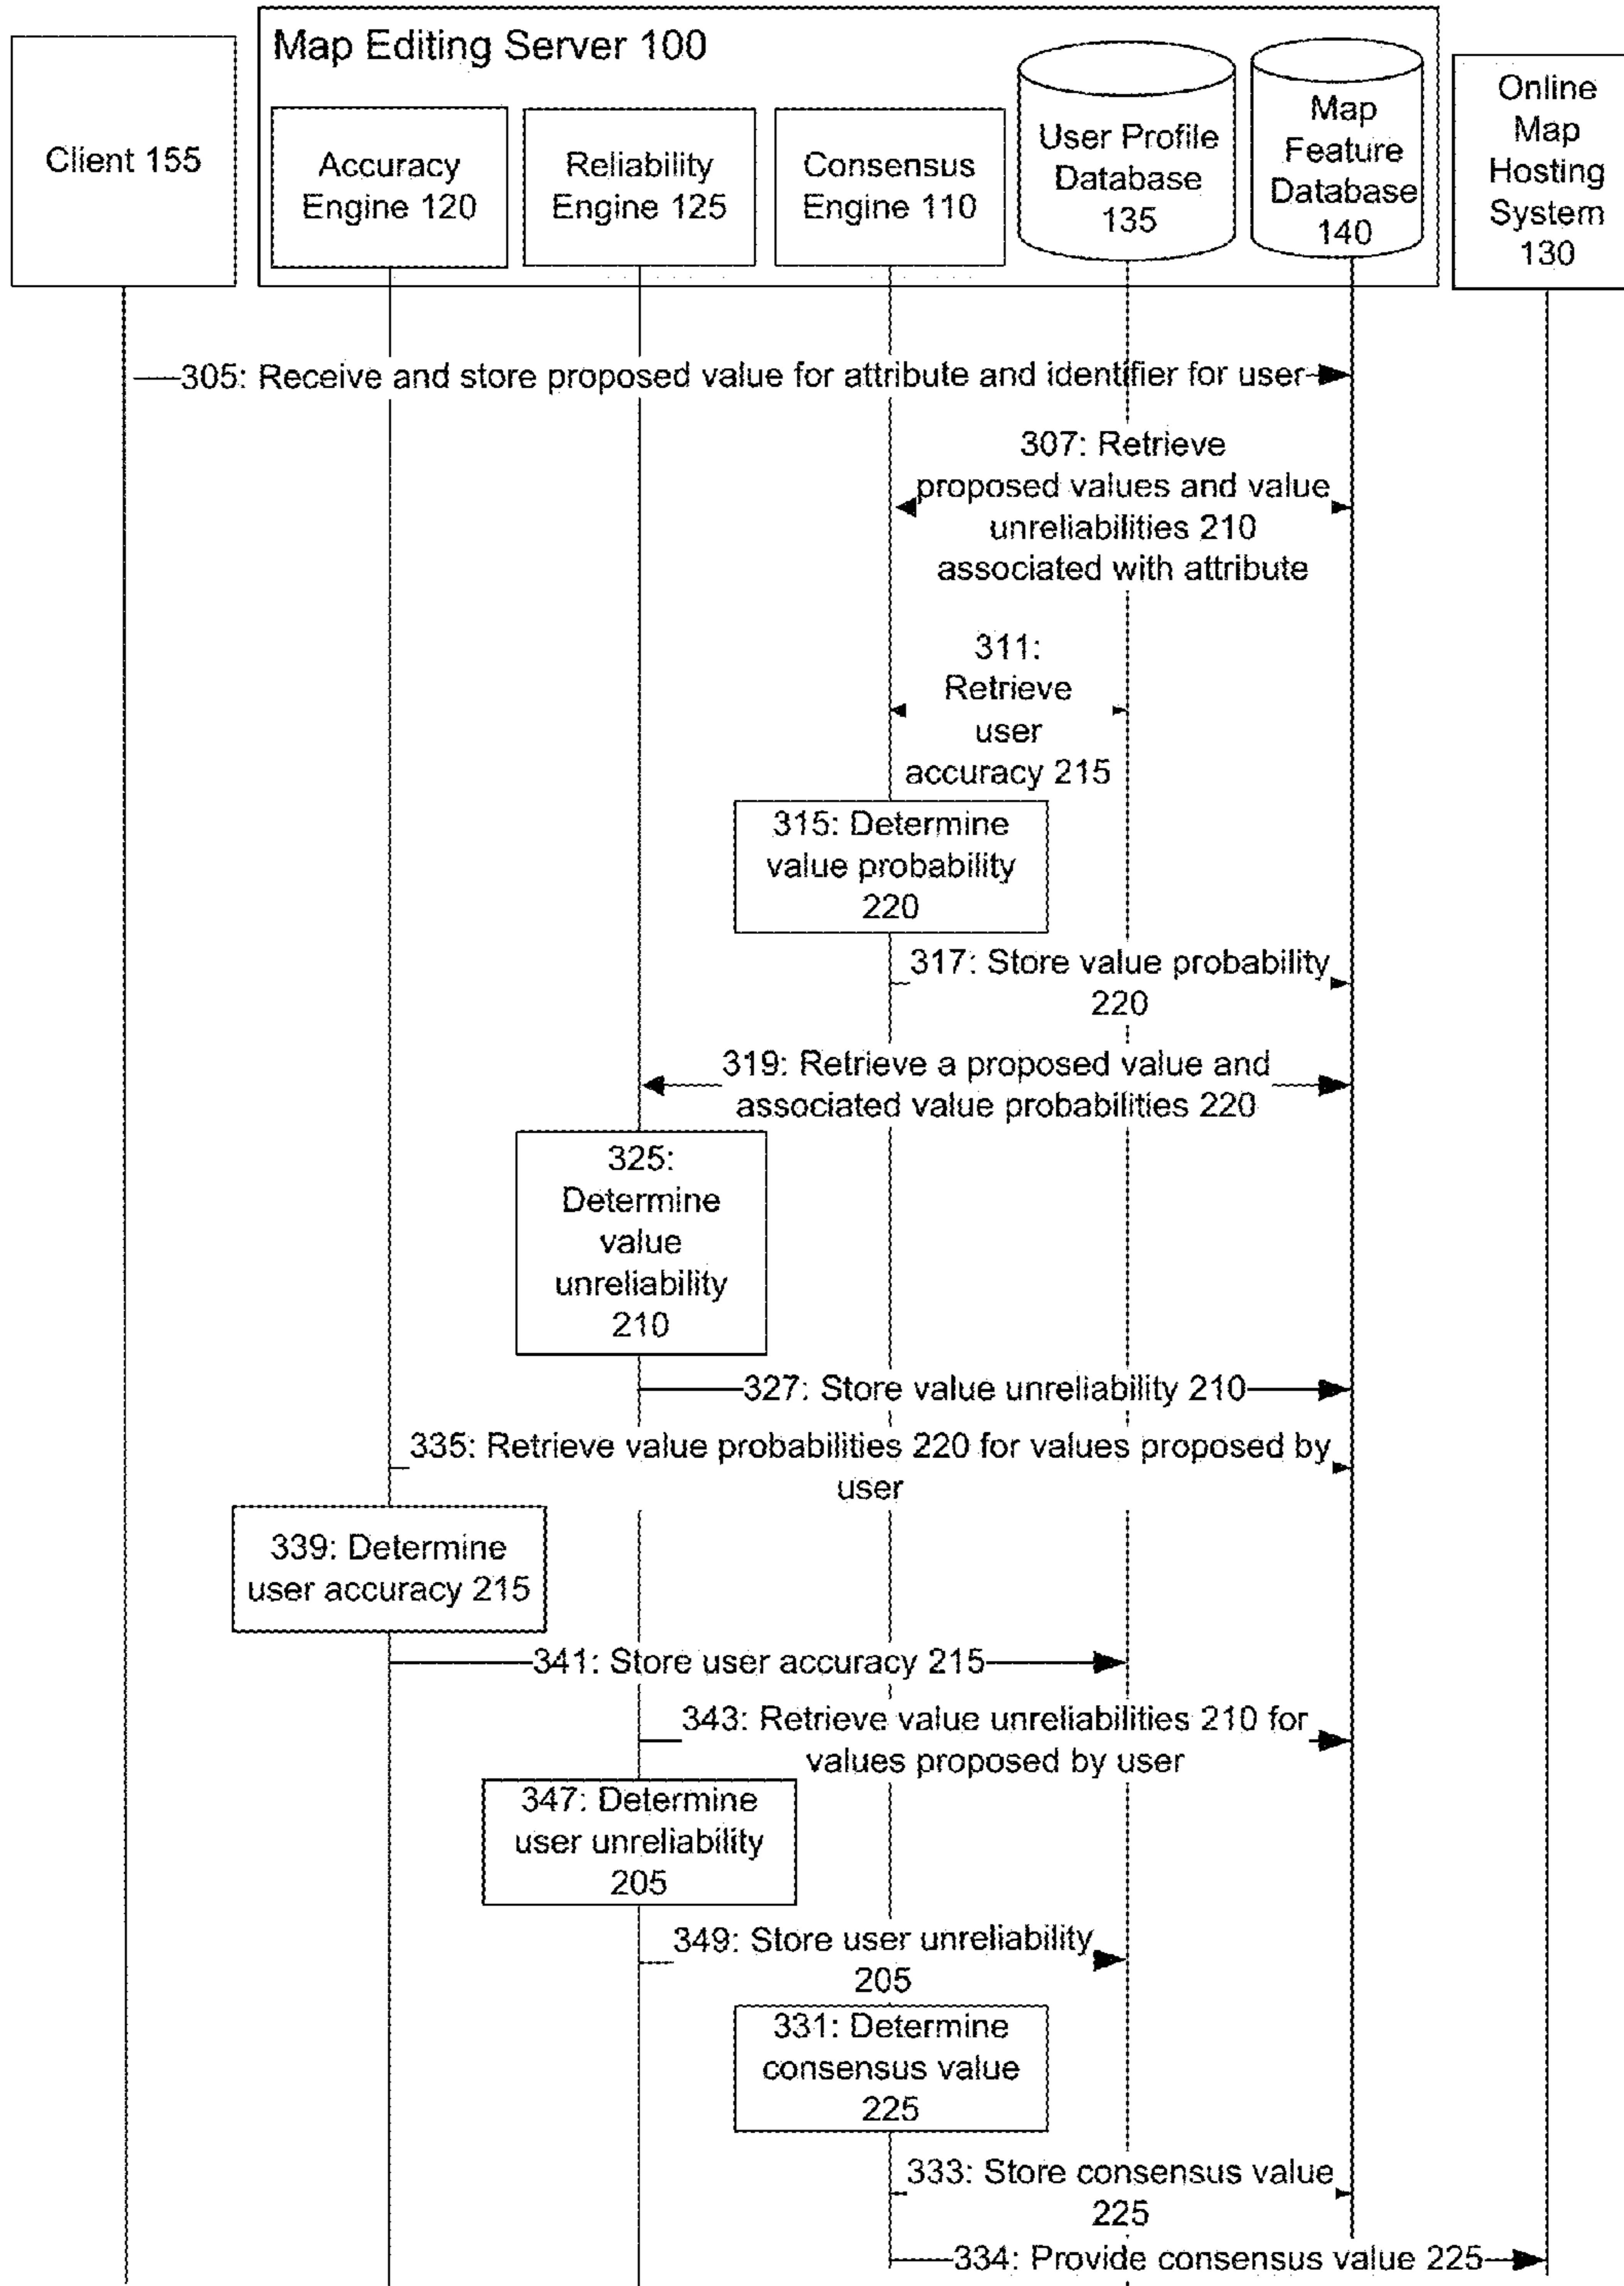 Map Editing Server 100
Client 155
Accuracy
Engine 120
Reliability
Engine 125
Consensus
Engine 110
User Profile
Database
135
Map
Feature
Database
140
Online
Map
Hosting
System
130
305: Receive and store proposed value for attribute and identifier for user
307: Retrieve
proposed values and value
unreliabilities 210
associated with attribute
311:
Retrieve
user
accuracy 215
315: Determine
value probability
220
317: Store value probability
220
319: Retrieve a proposed value and
associated value probabilities 220
325:
Determine
value
unreliability
210
327: Store value unreliability 210
335: Retrieve value probabilities 220 for values proposed by
user
339: Determine
user accuracy 215
341: Store user accuracy 215
343: Retrieve value unreliabilities 210 for
values proposed by user
347: Determine
user unreliability
205
349: Store user unreliability
205
331: Determine
consensus value
225
333: Store consensus value
225
334: Provide consensus value 225